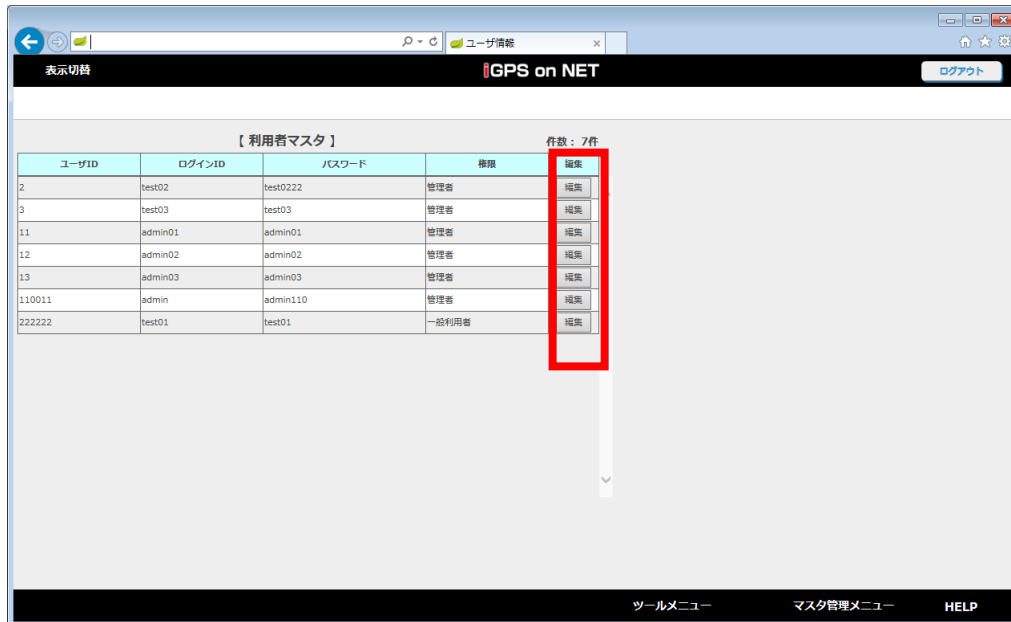 ユーザ情報
表示切替
iGPS on NET
ログアウト
【 利用者マスタ 】 件数： 7件
ユーザID ログインID パスワード 権限 編集
2 test02 test0222 管理者 編集
3 test03 test03 管理者 編集
11 admin01 admin01 管理者 編集
12 admin02 admin02 管理者 編集
13 admin03 admin03 管理者 編集
110011 admin admin110 管理者 編集
222222 test01 test01 一般利用者 編集
ツールメニュー マスタ管理メニュー HELP